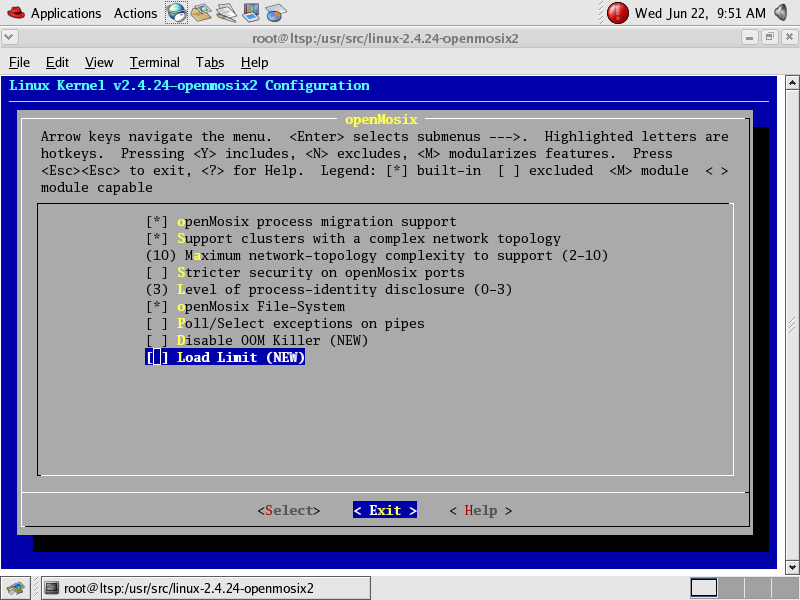 Applications Actions Wed Jun 22, 9:51 AM
root@ltsp:/usr/src/linux-2.4.24-openmosix2
File Edit View Terminal Tabs Help
Linux Kernel v2.4.24-openmosix2 Configuration
openMosix
Arrow keys navigate the menu. <Enter> selects submenus --->. Highlighted letters are
hotkeys. Pressing <Y> includes, <N> excludes, <M> modularizes features. Press
<Esc><Esc> to exit, <?> for Help. Legend: [*] built-in [ ] excluded <M> module < >
module capable
[*] openMosix process migration support
[*] Support clusters with a complex network topology
(10) Maximum network-topology complexity to support (2-10)
[ ] Stricter security on openMosix ports
(3) Level of process-identity disclosure (0-3)
[*] openMosix File-System
[ ] Poll/Select exceptions on pipes
[ ] Disable OOM Killer (NEW)
[ ] Load Limit (NEW)
<Select> < Exit > < Help >
root@ltsp:/usr/src/linux-2.4.24-openmosix2